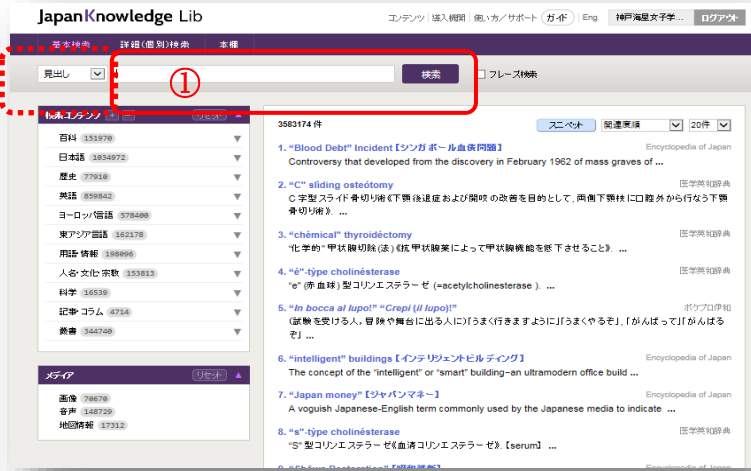 JapanKnowledge Lib
コンテンツ 導入機関 使い方／サポート ガイド Eng 神戸海星女子学... ログアウト
基本検索 詳細(個別)検索 本棚
見出し 検索 フレーズ検索
①
検索コンテンツ + − リセット
百科 151970
日本語 1034972
歴史 77910
英語 859842
ヨーロッパ言語 578400
東アジア言語 162178
用語・情報 198096
人名・文化・宗教 153813
科学 16539
記事・コラム 4714
叢書 344740
メディア リセット
画像 70670
音声 148729
地図情報 17312
3583174 件 スニペット 関連度順 20件
1. “Blood Debt” Incident【シンガポール血債問題】 Encyclopedia of Japan
Controversy that developed from the discovery in February 1962 of mass graves of ...
2. “C” sliding osteótomy 医学英和辞典
C 字型スライド骨切り術《下顎後退症および開咬の改善を目的として, 両側下顎枝に口腔外から行なう下顎
骨切り術》. ...
3. “chémical” thyroidéctomy 医学英和辞典
“化学的” 甲状腺切除(法)《抗甲状腺薬によって甲状腺機能を低下させること》. ...
4. “é”-týpe cholinésterase 医学英和辞典
“e” (赤血球) 型コリンエステラーゼ (=acetylcholinesterase ). ...
5. “In bocca al lupo!” “Crepi (il lupo)!” ポケプロ伊和
(試験を受ける人，冒険や舞台に出る人に)「うまく行きますように」「うまくやるぞ」,「がんばって」「がんばる
ぞ」 ...
6. “intelligent” buildings【インテリジェントビルディング】 Encyclopedia of Japan
The concept of the “intelligent” or “smart” building–an ultramodern office build ...
7. “Japan money”【ジャパンマネー】 Encyclopedia of Japan
A voguish Japanese-English term commonly used by the Japanese media to indicate ...
8. “s”-týpe cholinésterase 医学英和辞典
“S” 型コリンエステラーゼ《血清コリンエステラーゼ》.【serum】 ...